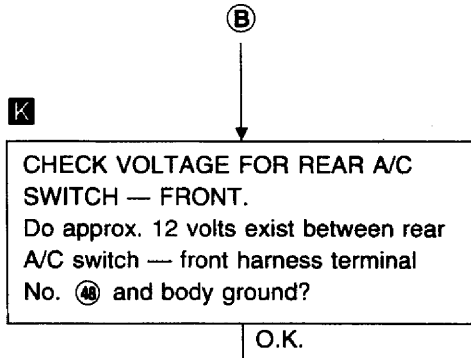 B
K
CHECK VOLTAGE FOR REAR A/C
SWITCH — FRONT.
Do approx. 12 volts exist between rear
A/C switch — front harness terminal
No. 48 and body ground?
O.K.